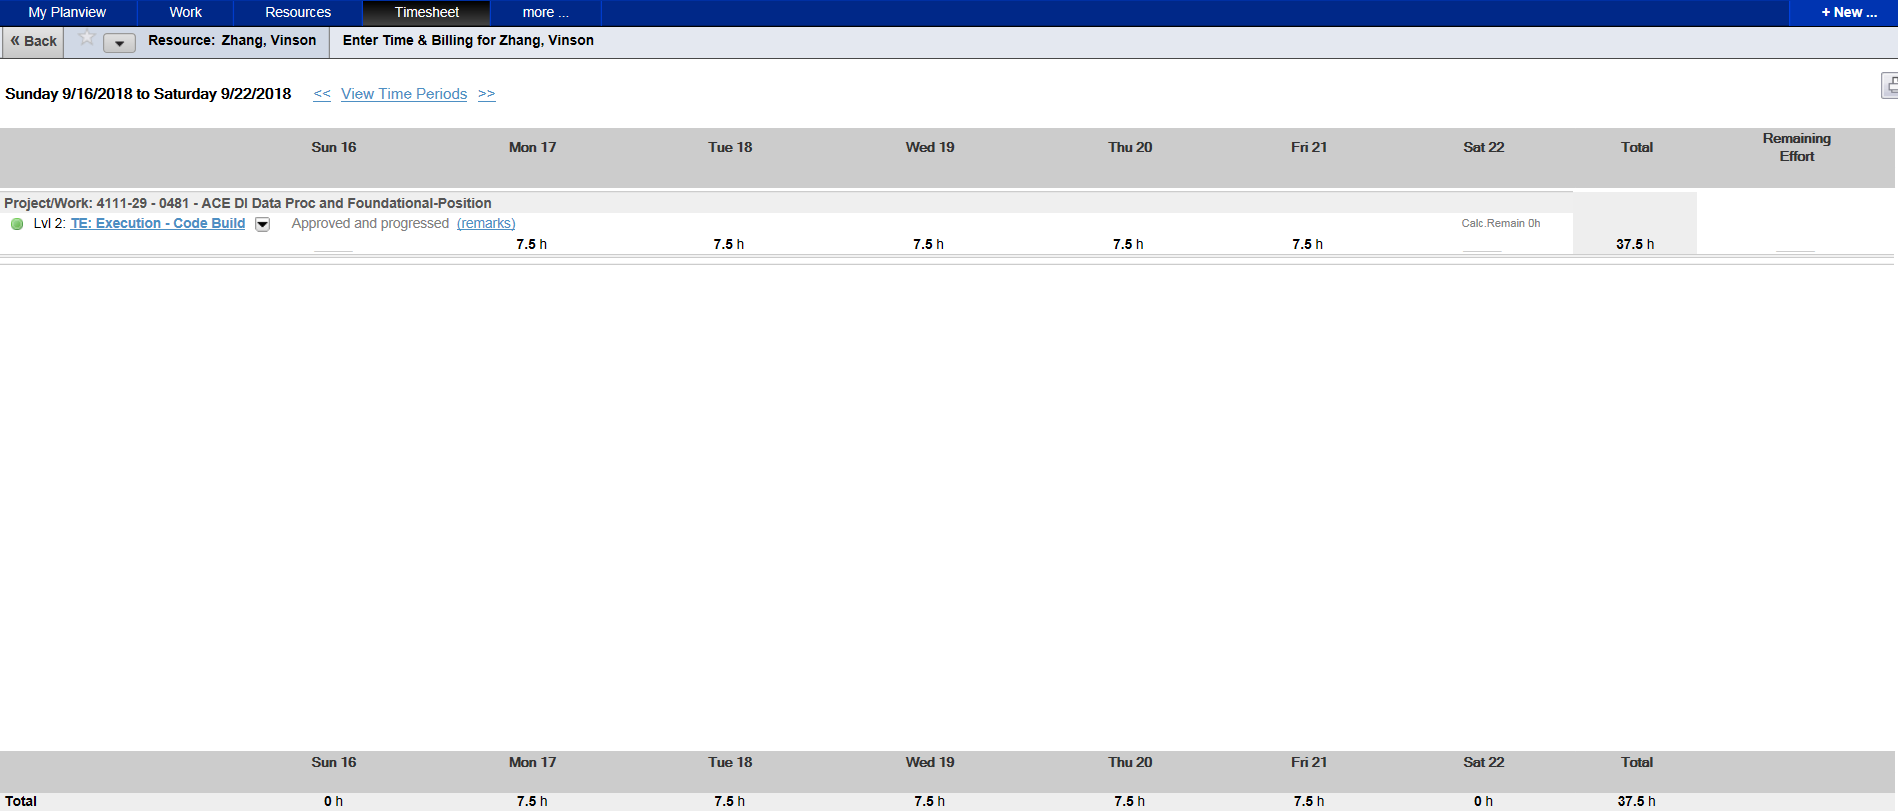 My Planview Work Resources Timesheet more ... + New ...
« Back Resource: Zhang, Vinson Enter Time & Billing for Zhang, Vinson
Sunday 9/16/2018 to Saturday 9/22/2018 << View Time Periods >>
Sun 16 Mon 17 Tue 18 Wed 19 Thu 20 Fri 21 Sat 22 Total Remaining Effort
Project/Work: 4111-29 - 0481 - ACE DI Data Proc and Foundational-Position
Lvl 2: TE: Execution - Code Build Approved and progressed (remarks) Calc.Remain 0h
7.5 h 7.5 h 7.5 h 7.5 h 7.5 h 37.5 h
Sun 16 Mon 17 Tue 18 Wed 19 Thu 20 Fri 21 Sat 22 Total
Total 0 h 7.5 h 7.5 h 7.5 h 7.5 h 7.5 h 0 h 37.5 h